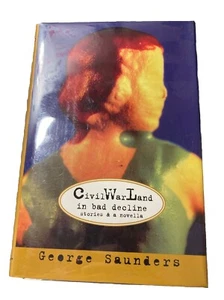 CivilWarLand
in bad decline
stories & a novella
George Saunders